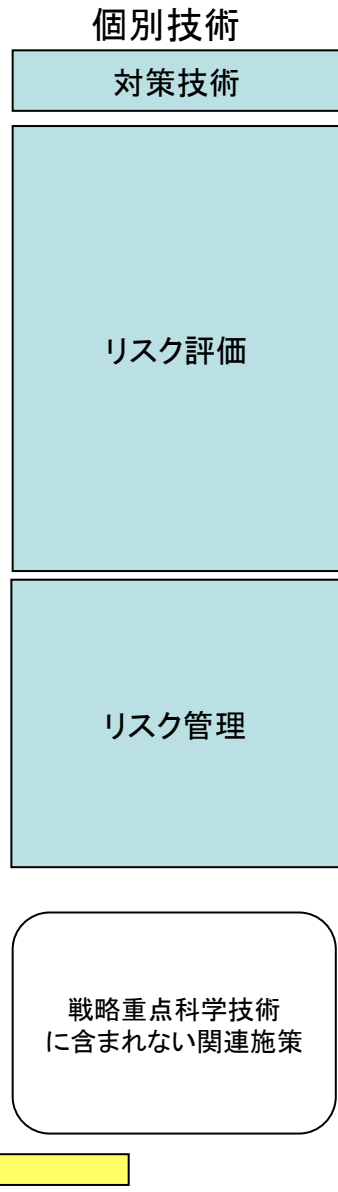 個別技術
対策技術
リスク評価
リスク管理
戦略重点科学技術
に含まれない関連施策